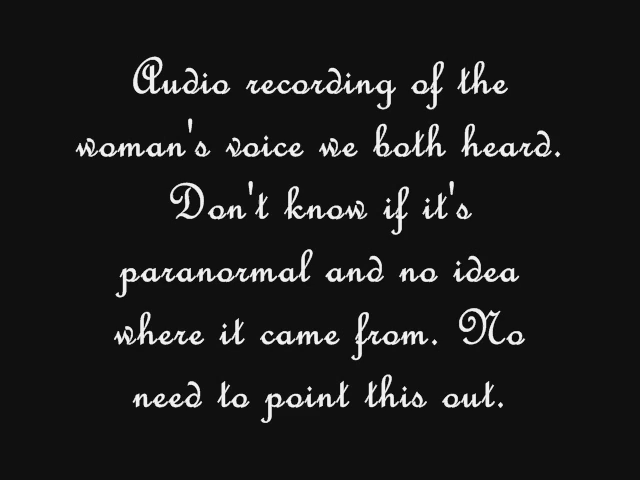 Audio recording of the
woman's voice we both heard.
Don't know if it's
paranormal and no idea
where it came from. No
need to point this out.